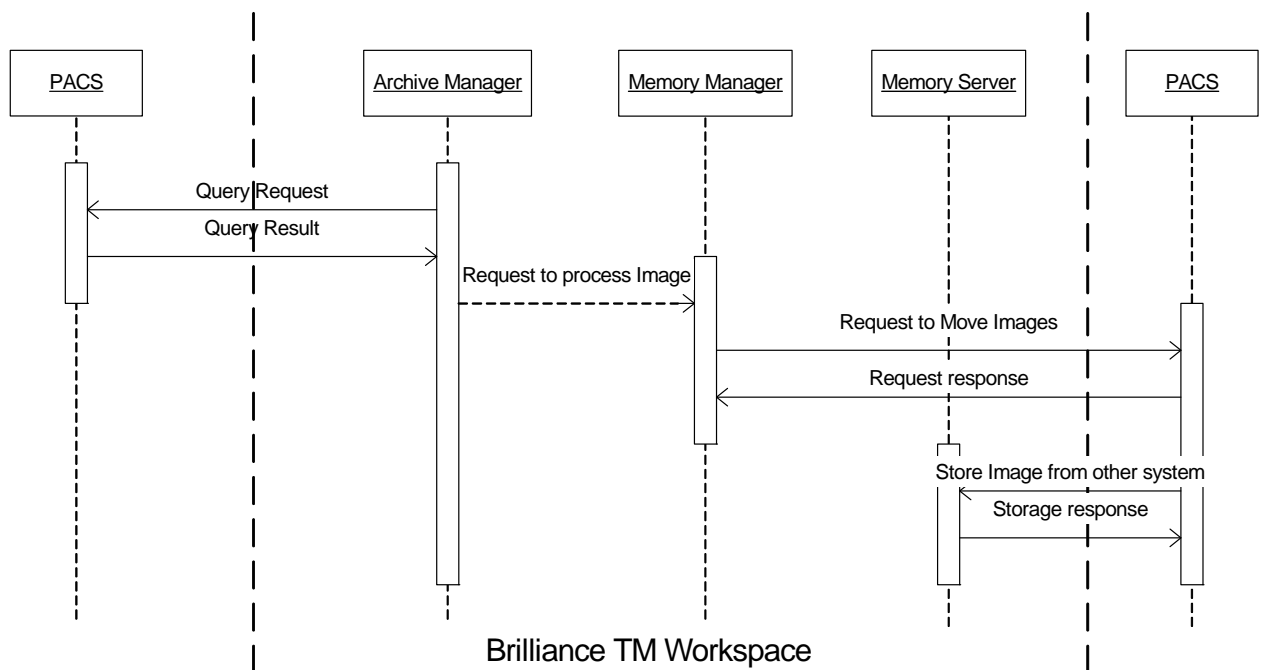 PACS
Archive Manager
Memory Manager
Memory Server
PACS
Query Request
Query Result
Request to process Image
Request to Move Images
Request response
Store Image from other system
Storage response
Brilliance TM Workspace